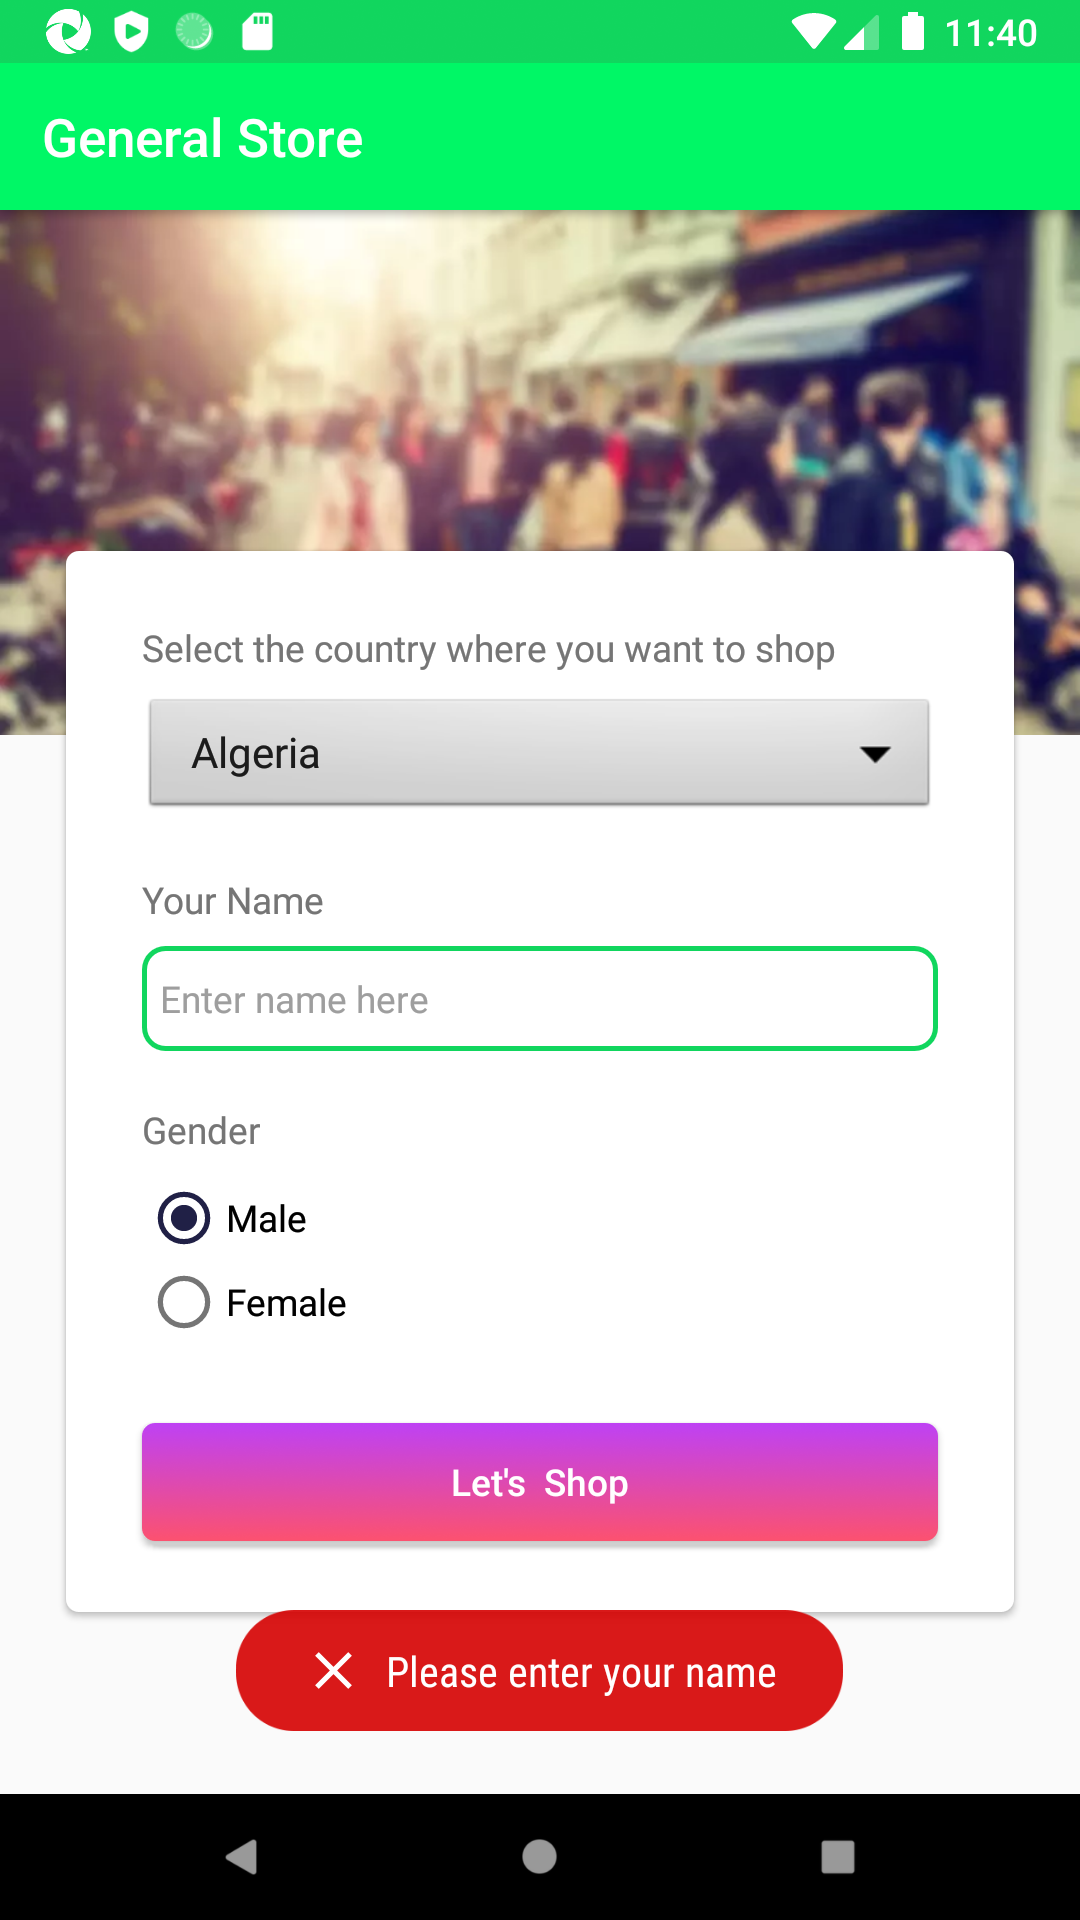 11:40
General Store
Select the country where you want to shop
Algeria
Your Name
Enter name here
Gender
Male
Female
Let's  Shop
Please enter your name